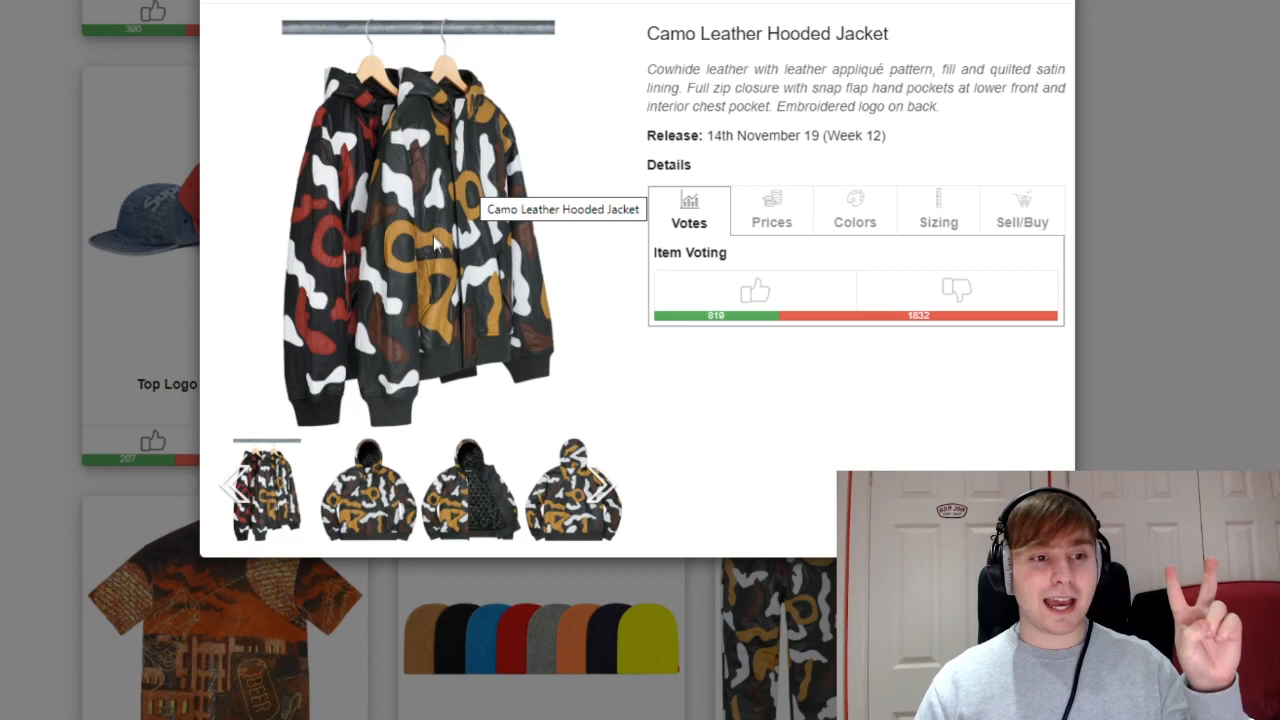 390
Camo Leather Hooded Jacket
Cowhide leather with leather appliqué pattern, fill and quilted satin
lining. Full zip closure with snap flap hand pockets at lower front and
interior chest pocket. Embroidered logo on back.
Release: 14th November 19 (Week 12)
Details
Votes
Prices
Colors
Sizing
Sell/Buy
Camo Leather Hooded Jacket
Item Voting
819
1832
Top Logo
207
BEER